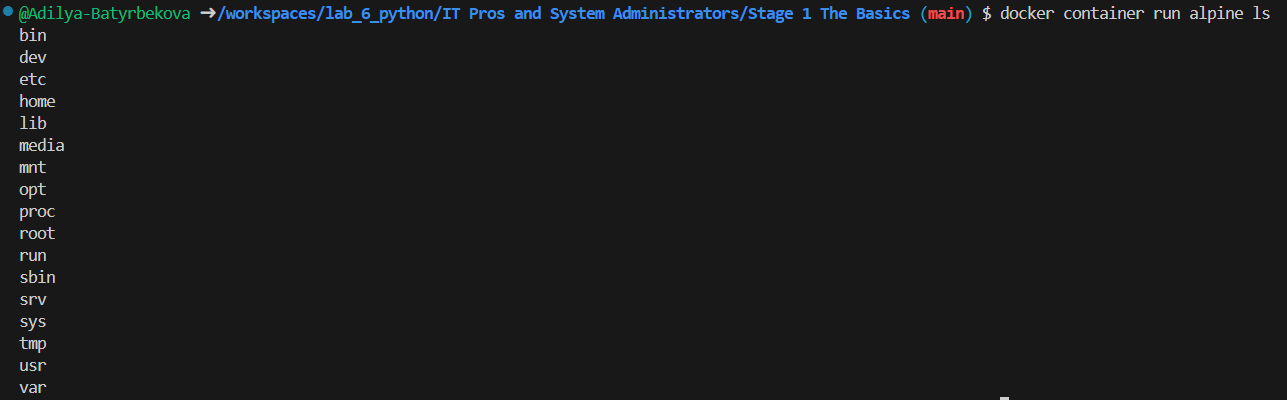 @Adilya-Batyrbekova ➜/workspaces/lab_6_python/IT Pros and System Administrators/Stage 1 The Basics (main) $ docker container run alpine ls
bin
dev
etc
home
lib
media
mnt
opt
proc
root
run
sbin
srv
sys
tmp
usr
var